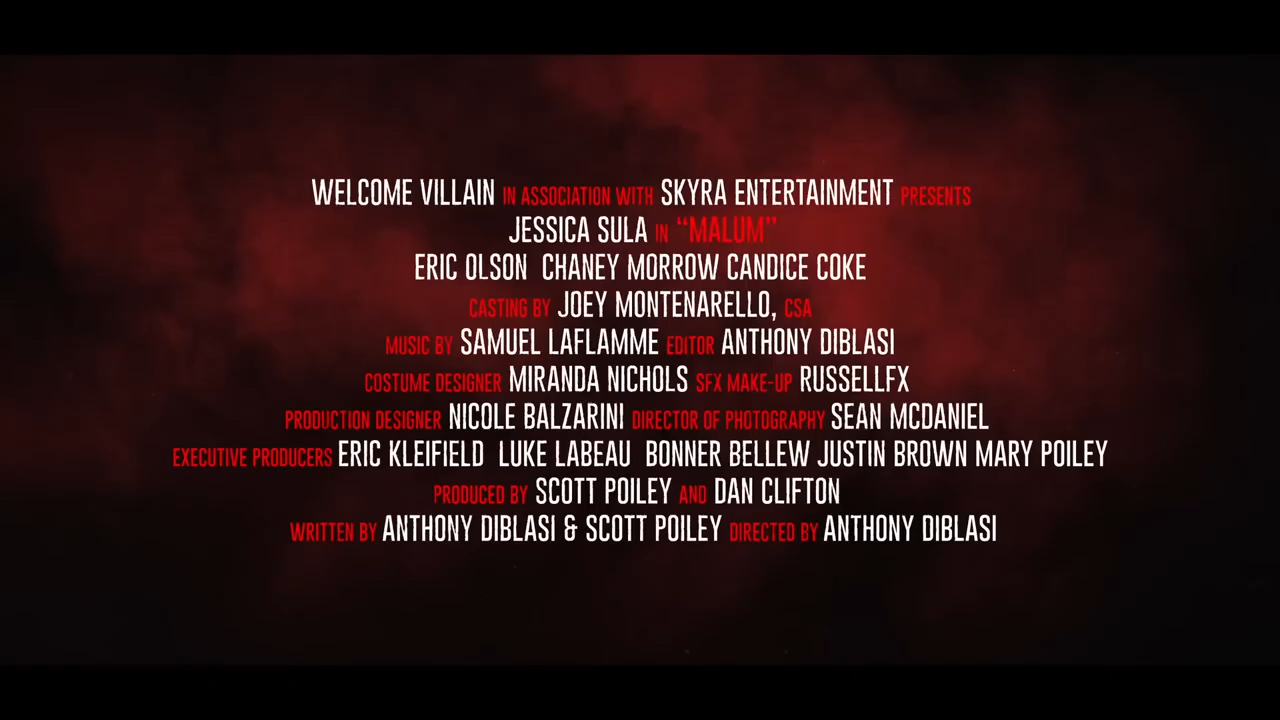 WELCOME VILLAIN IN ASSOCIATION WITH SKYRA ENTERTAINMENT PRESENTS
JESSICA SULA IN “MALUM”
ERIC OLSON CHANEY MORROW CANDICE COKE
CASTING BY JOEY MONTENARELLO, CSA
MUSIC BY SAMUEL LAFLAMME EDITOR ANTHONY DIBLASI
COSTUME DESIGNER MIRANDA NICHOLS SFX MAKE-UP RUSSELLFX
PRODUCTION DESIGNER NICOLE BALZARINI DIRECTOR OF PHOTOGRAPHY SEAN MCDANIEL
EXECUTIVE PRODUCERS ERIC KLEIFIELD LUKE LABEAU BONNER BELLEW JUSTIN BROWN MARY POILEY
PRODUCED BY SCOTT POILEY AND DAN CLIFTON
WRITTEN BY ANTHONY DIBLASI & SCOTT POILEY DIRECTED BY ANTHONY DIBLASI